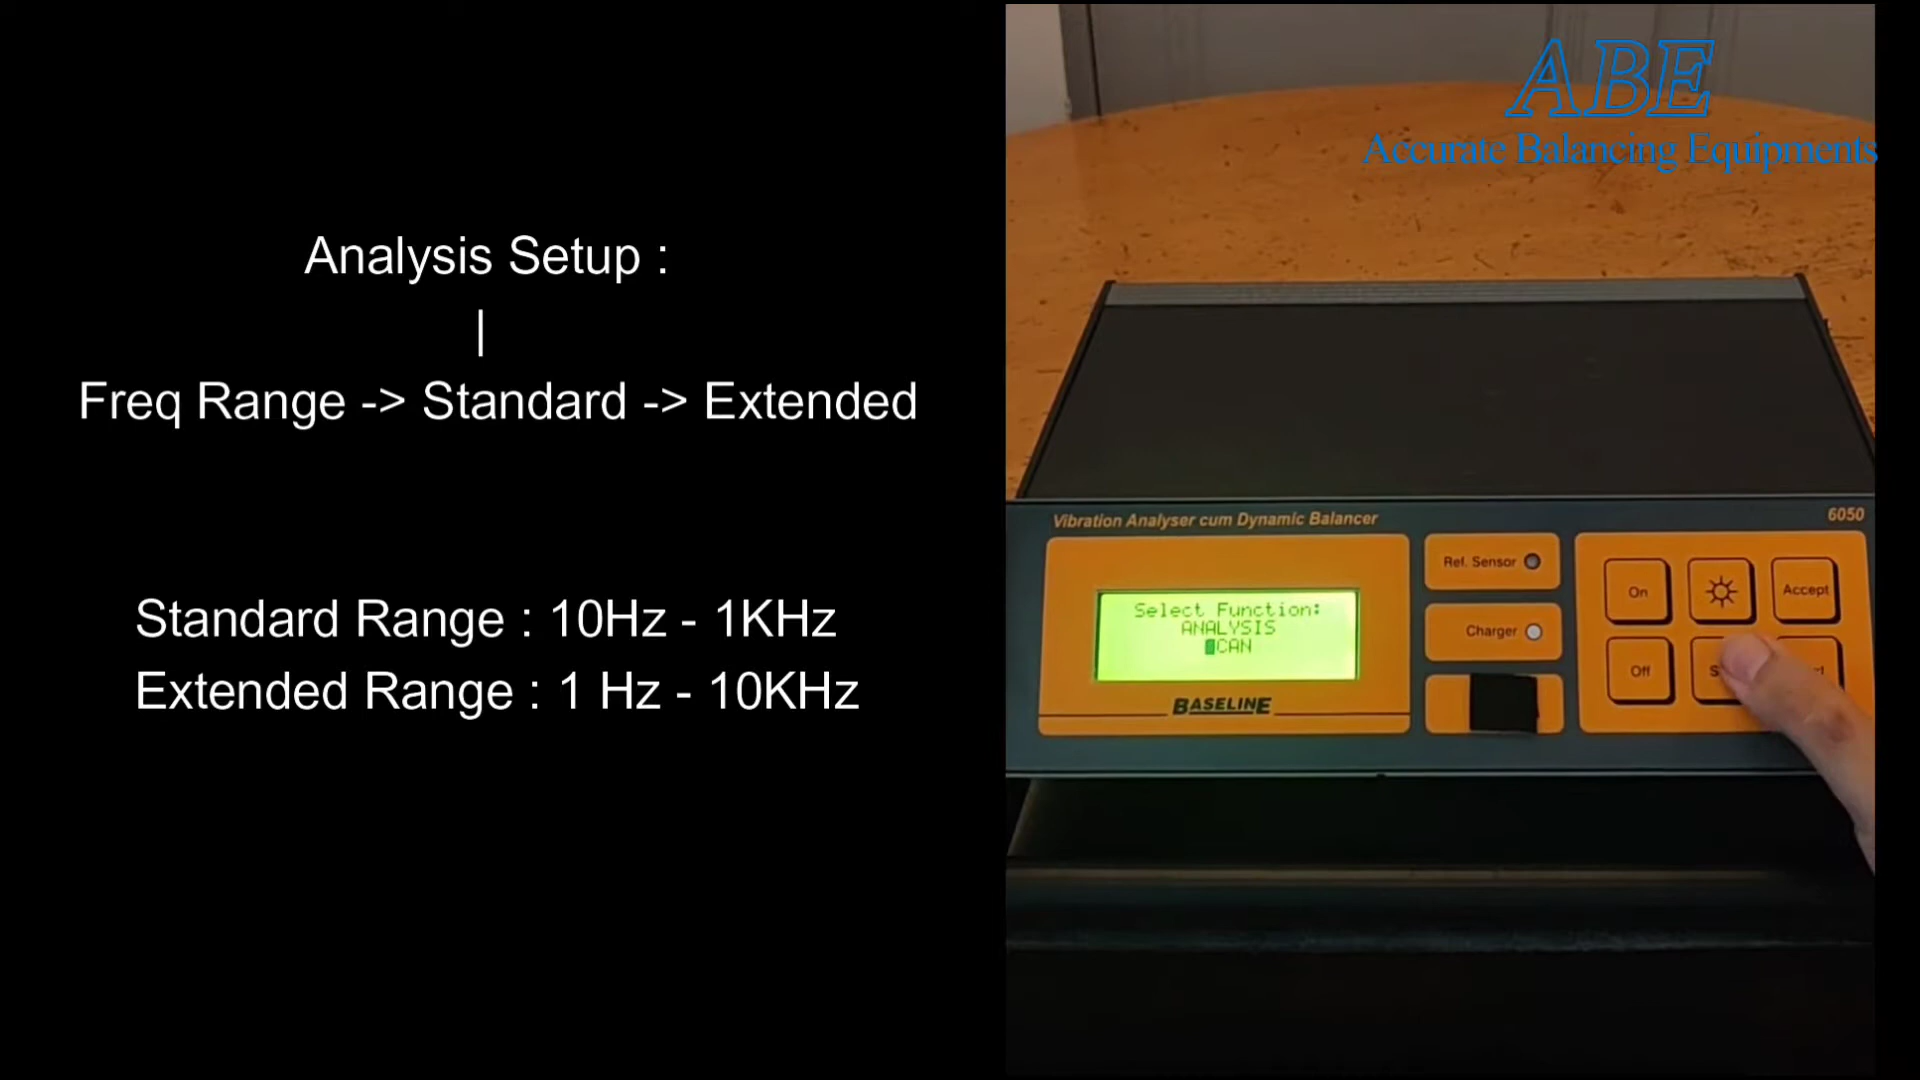 Analysis Setup :
|
Freq Range -> Standard -> Extended
Standard Range : 10Hz - 1KHz
Extended Range : 1 Hz - 10KHz
ABE
Accurate Balancing Equipments
Vibration Analyser cum Dynamic Balancer
6050
Select Function:
ANALYSIS
CAN
BASELINE
Ref. Sensor
Charger
On
Accept
Off